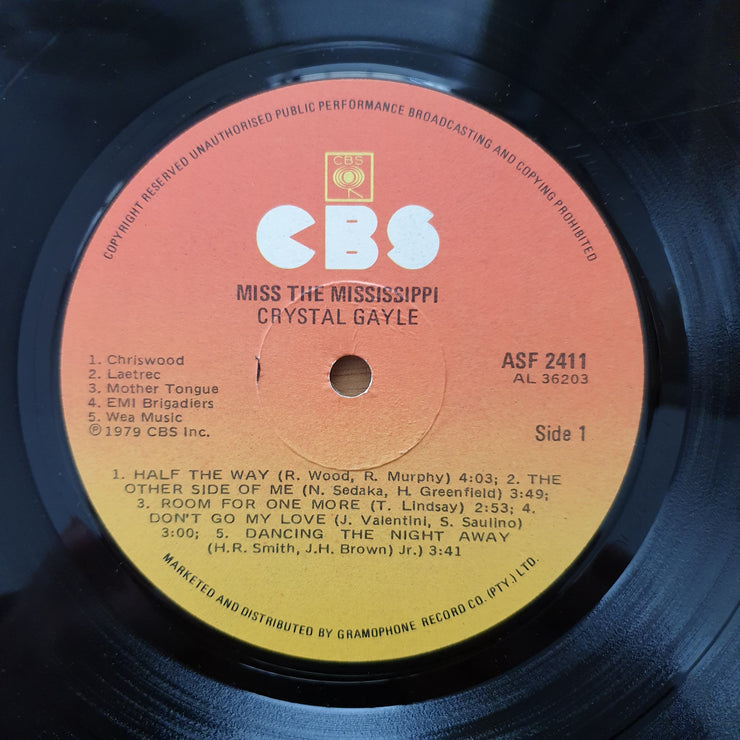 COPYRIGHT RESERVED UNAUTHORISED PUBLIC PERFORMANCE BROADCASTING AND COPYING PROHIBITED
CBS
CBS
MISS THE MISSISSIPPI
CRYSTAL GAYLE
1. Chriswood
2. Laetrec
3. Mother Tongue
4. EMI Brigadiers
5. Wea Music
℗ 1979 CBS Inc.
ASF 2411
AL 36203
Side 1
1. HALF THE WAY (R. Wood, R. Murphy) 4:03; 2. THE
OTHER SIDE OF ME (N. Sedaka, H. Greenfield) 3:49;
3. ROOM FOR ONE MORE (T. Lindsay) 2:53; 4.
DON'T GO MY LOVE (J. Valentini, S. Saulino)
3:00; 5. DANCING THE NIGHT AWAY
(H.R. Smith, J.H. Brown) Jr.) 3:41
MARKETED AND DISTRIBUTED BY GRAMOPHONE RECORD CO. (PTY.) LTD.